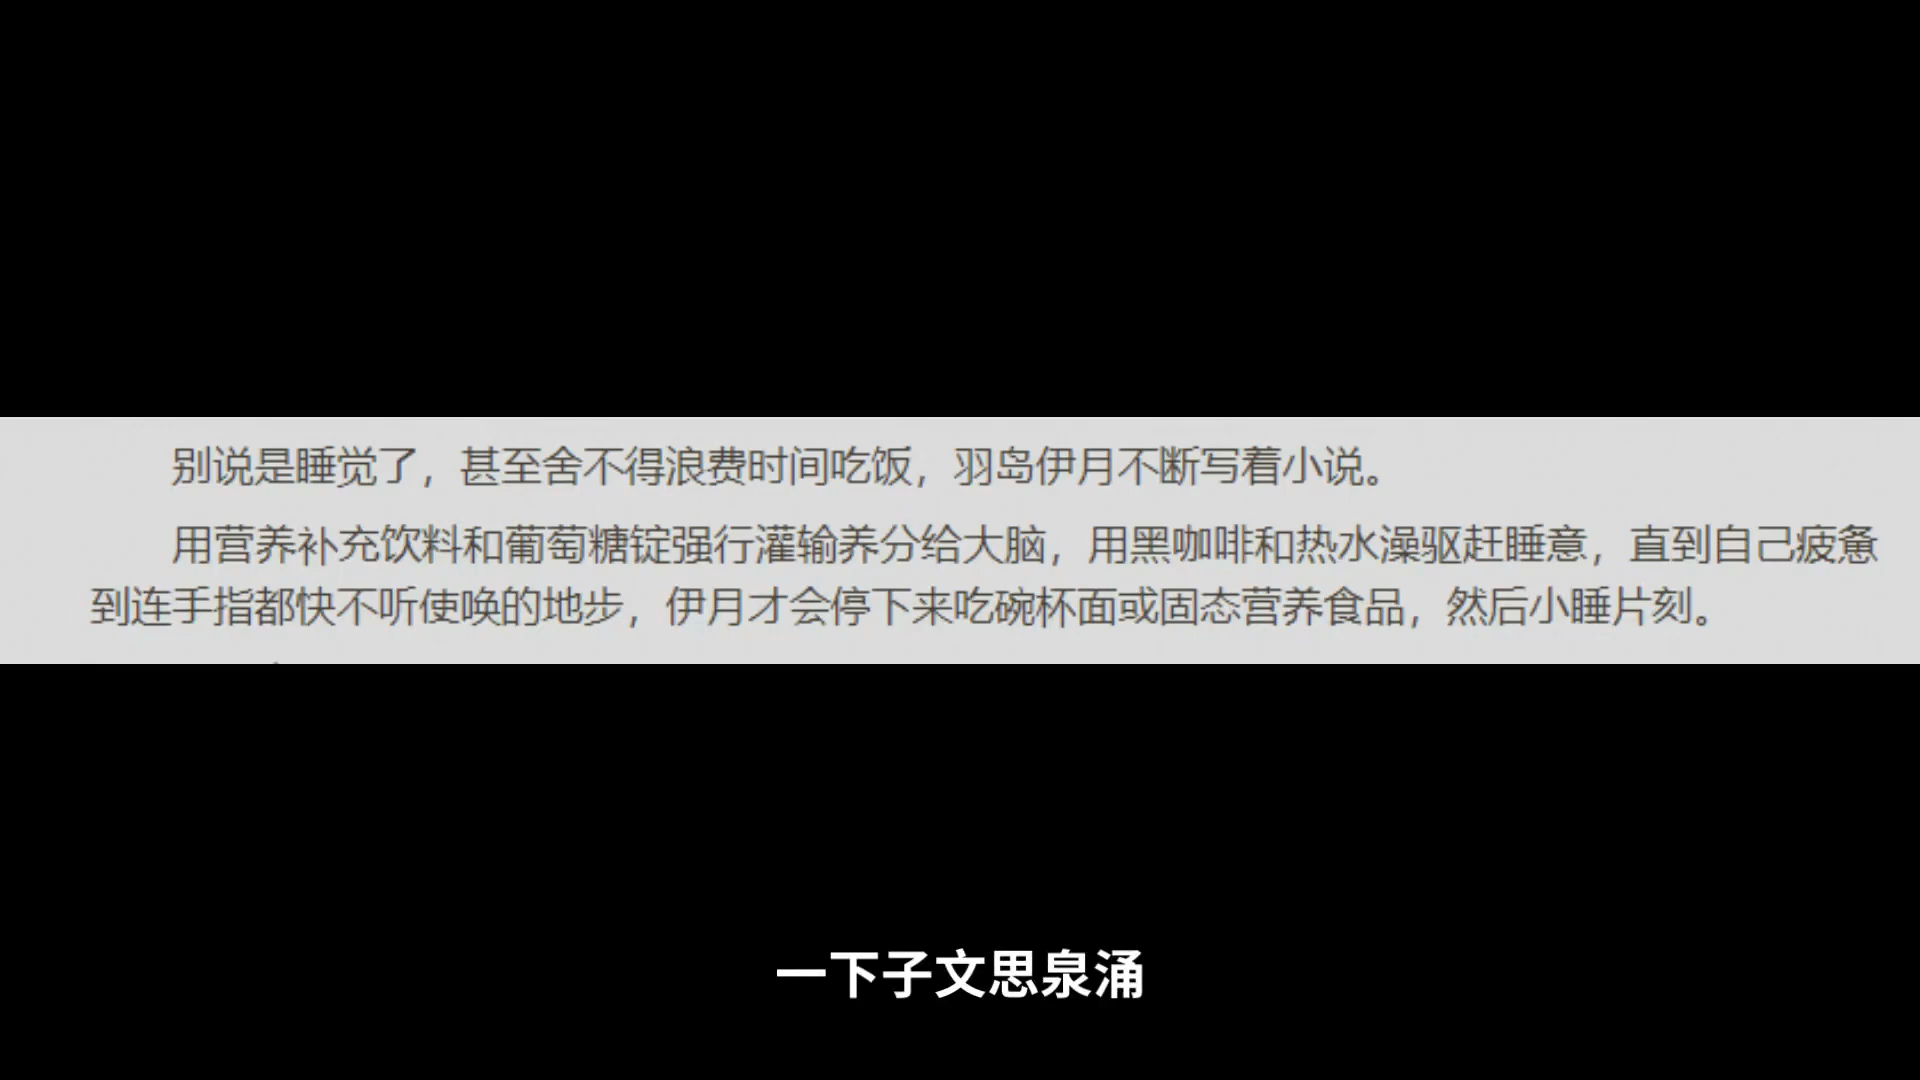 别说是睡觉了，甚至舍不得浪费时间吃饭，羽岛伊月不断写着小说。
用营养补充饮料和葡萄糖锭强行灌输养分给大脑，用黑咖啡和热水澡驱赶睡意，直到自己疲惫
到连手指都快不听使唤的地步，伊月才会停下来吃碗杯面或固态营养食品，然后小睡片刻。
一下子文思泉涌